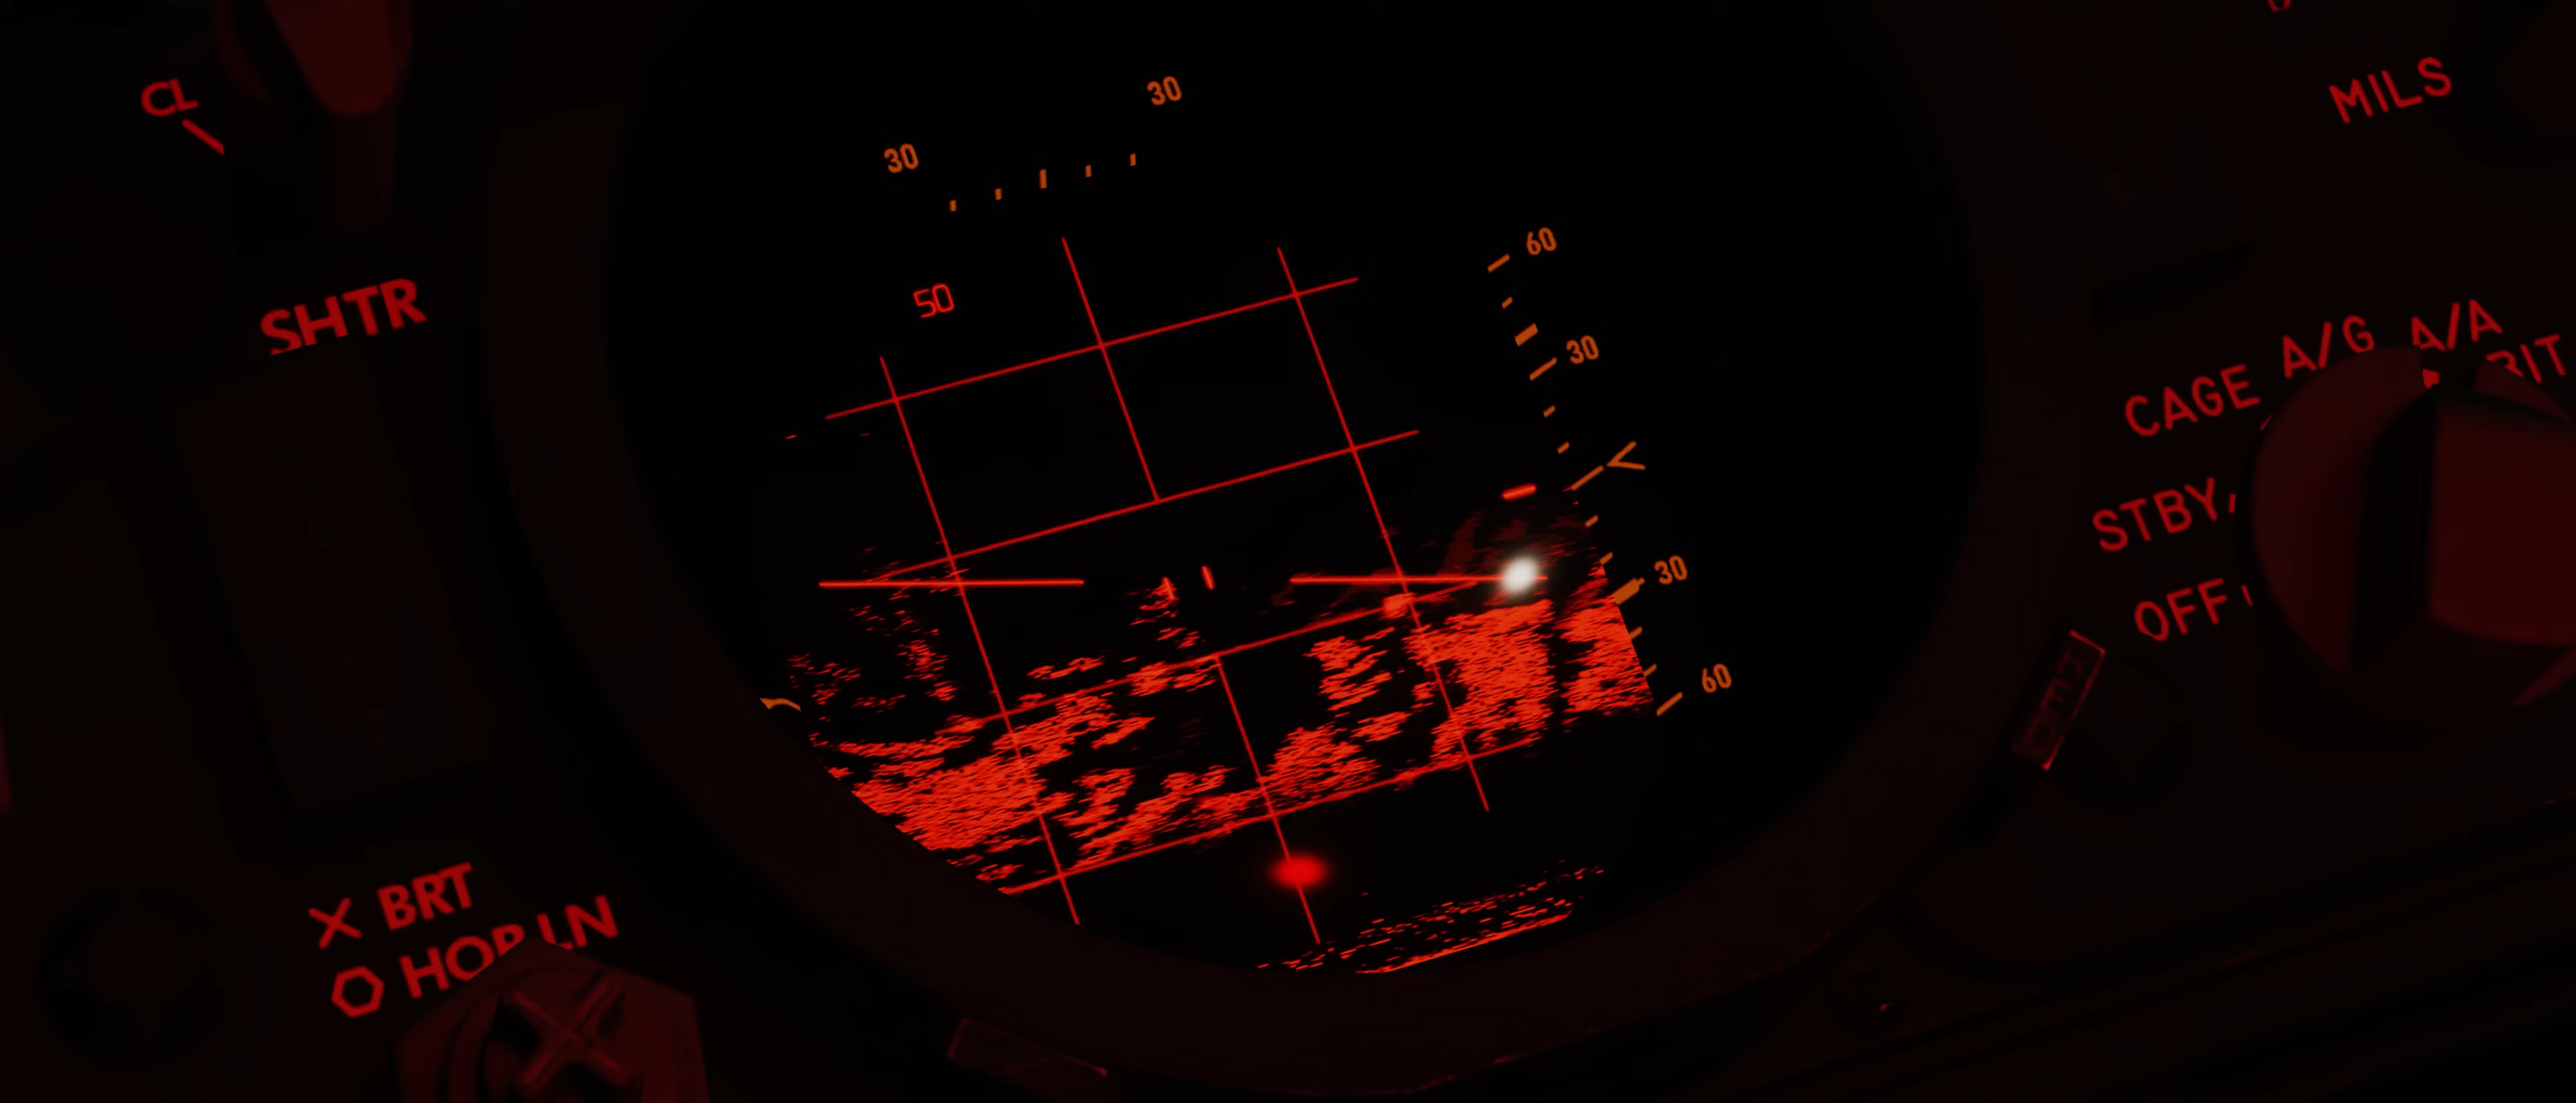 CL
SHTR
X BRT
HOR LN
30
30
50
60
30
30
60
MILS
CAGE A/G A/A
STBY
OFF